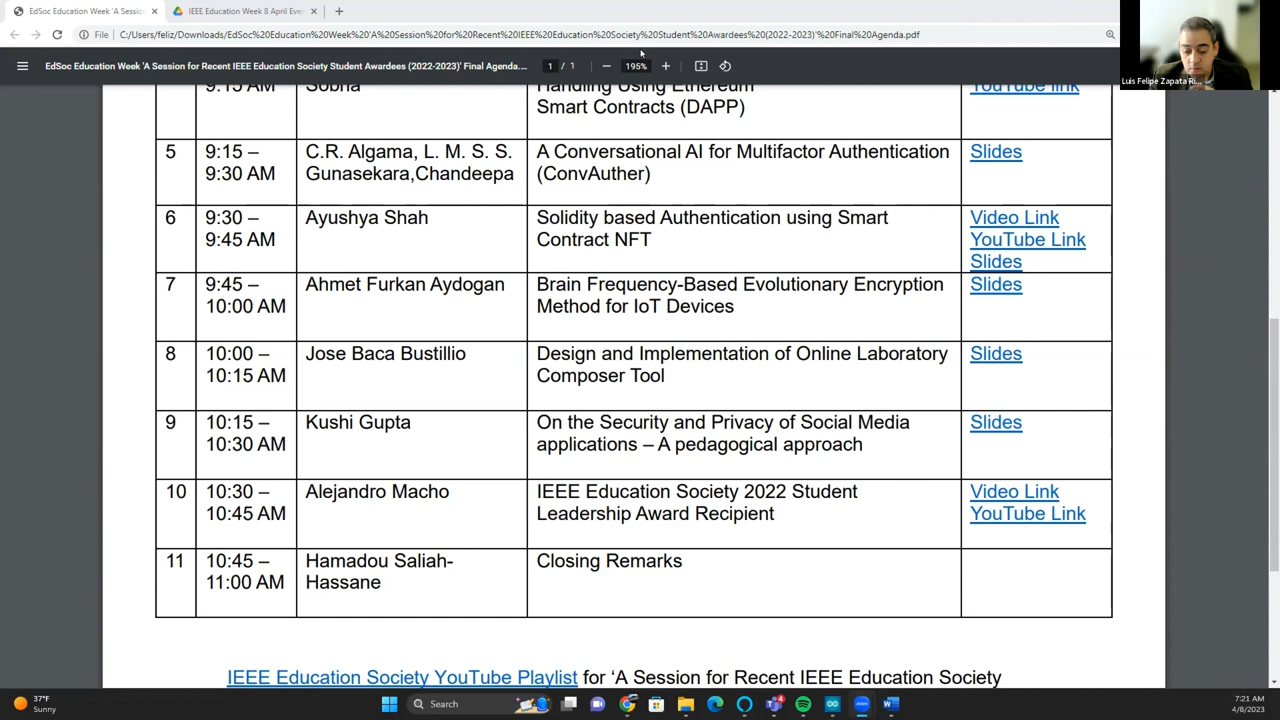 EdSoc Education Week 'A Sessio
IEEE Education Week 8 April Eve
File
C:/Users/feliz/Downloads/EdSoc%20Education%20Week%20'A%20Session%20for%20Recent%20IEEE%20Education%20Society%20Student%20Awardees%20(2022-2023)'%20Final%20Agenda.pdf
EdSoc Education Week 'A Session for Recent IEEE Education Society Student Awardees (2022-2023)' Final Agenda....
1 / 1
195%
Luis Felipe Zapata Ri...
9:15 AM
Sobha
Handling Using Ethereum
Smart Contracts (DAPP)
YouTube link
5
9:15 –
9:30 AM
C.R. Algama, L. M. S. S.
Gunasekara,Chandeepa
A Conversational AI for Multifactor Authentication
(ConvAuther)
Slides
6
9:30 –
9:45 AM
Ayushya Shah
Solidity based Authentication using Smart
Contract NFT
Video Link
YouTube Link
Slides
7
9:45 –
10:00 AM
Ahmet Furkan Aydogan
Brain Frequency-Based Evolutionary Encryption
Method for IoT Devices
Slides
8
10:00 –
10:15 AM
Jose Baca Bustillio
Design and Implementation of Online Laboratory
Composer Tool
Slides
9
10:15 –
10:30 AM
Kushi Gupta
On the Security and Privacy of Social Media
applications – A pedagogical approach
Slides
10
10:30 –
10:45 AM
Alejandro Macho
IEEE Education Society 2022 Student
Leadership Award Recipient
Video Link
YouTube Link
11
10:45 –
11:00 AM
Hamadou Saliah-
Hassane
Closing Remarks
IEEE Education Society YouTube Playlist for 'A Session for Recent IEEE Education Society
37°F
Sunny
Search
7:21 AM
4/8/2023